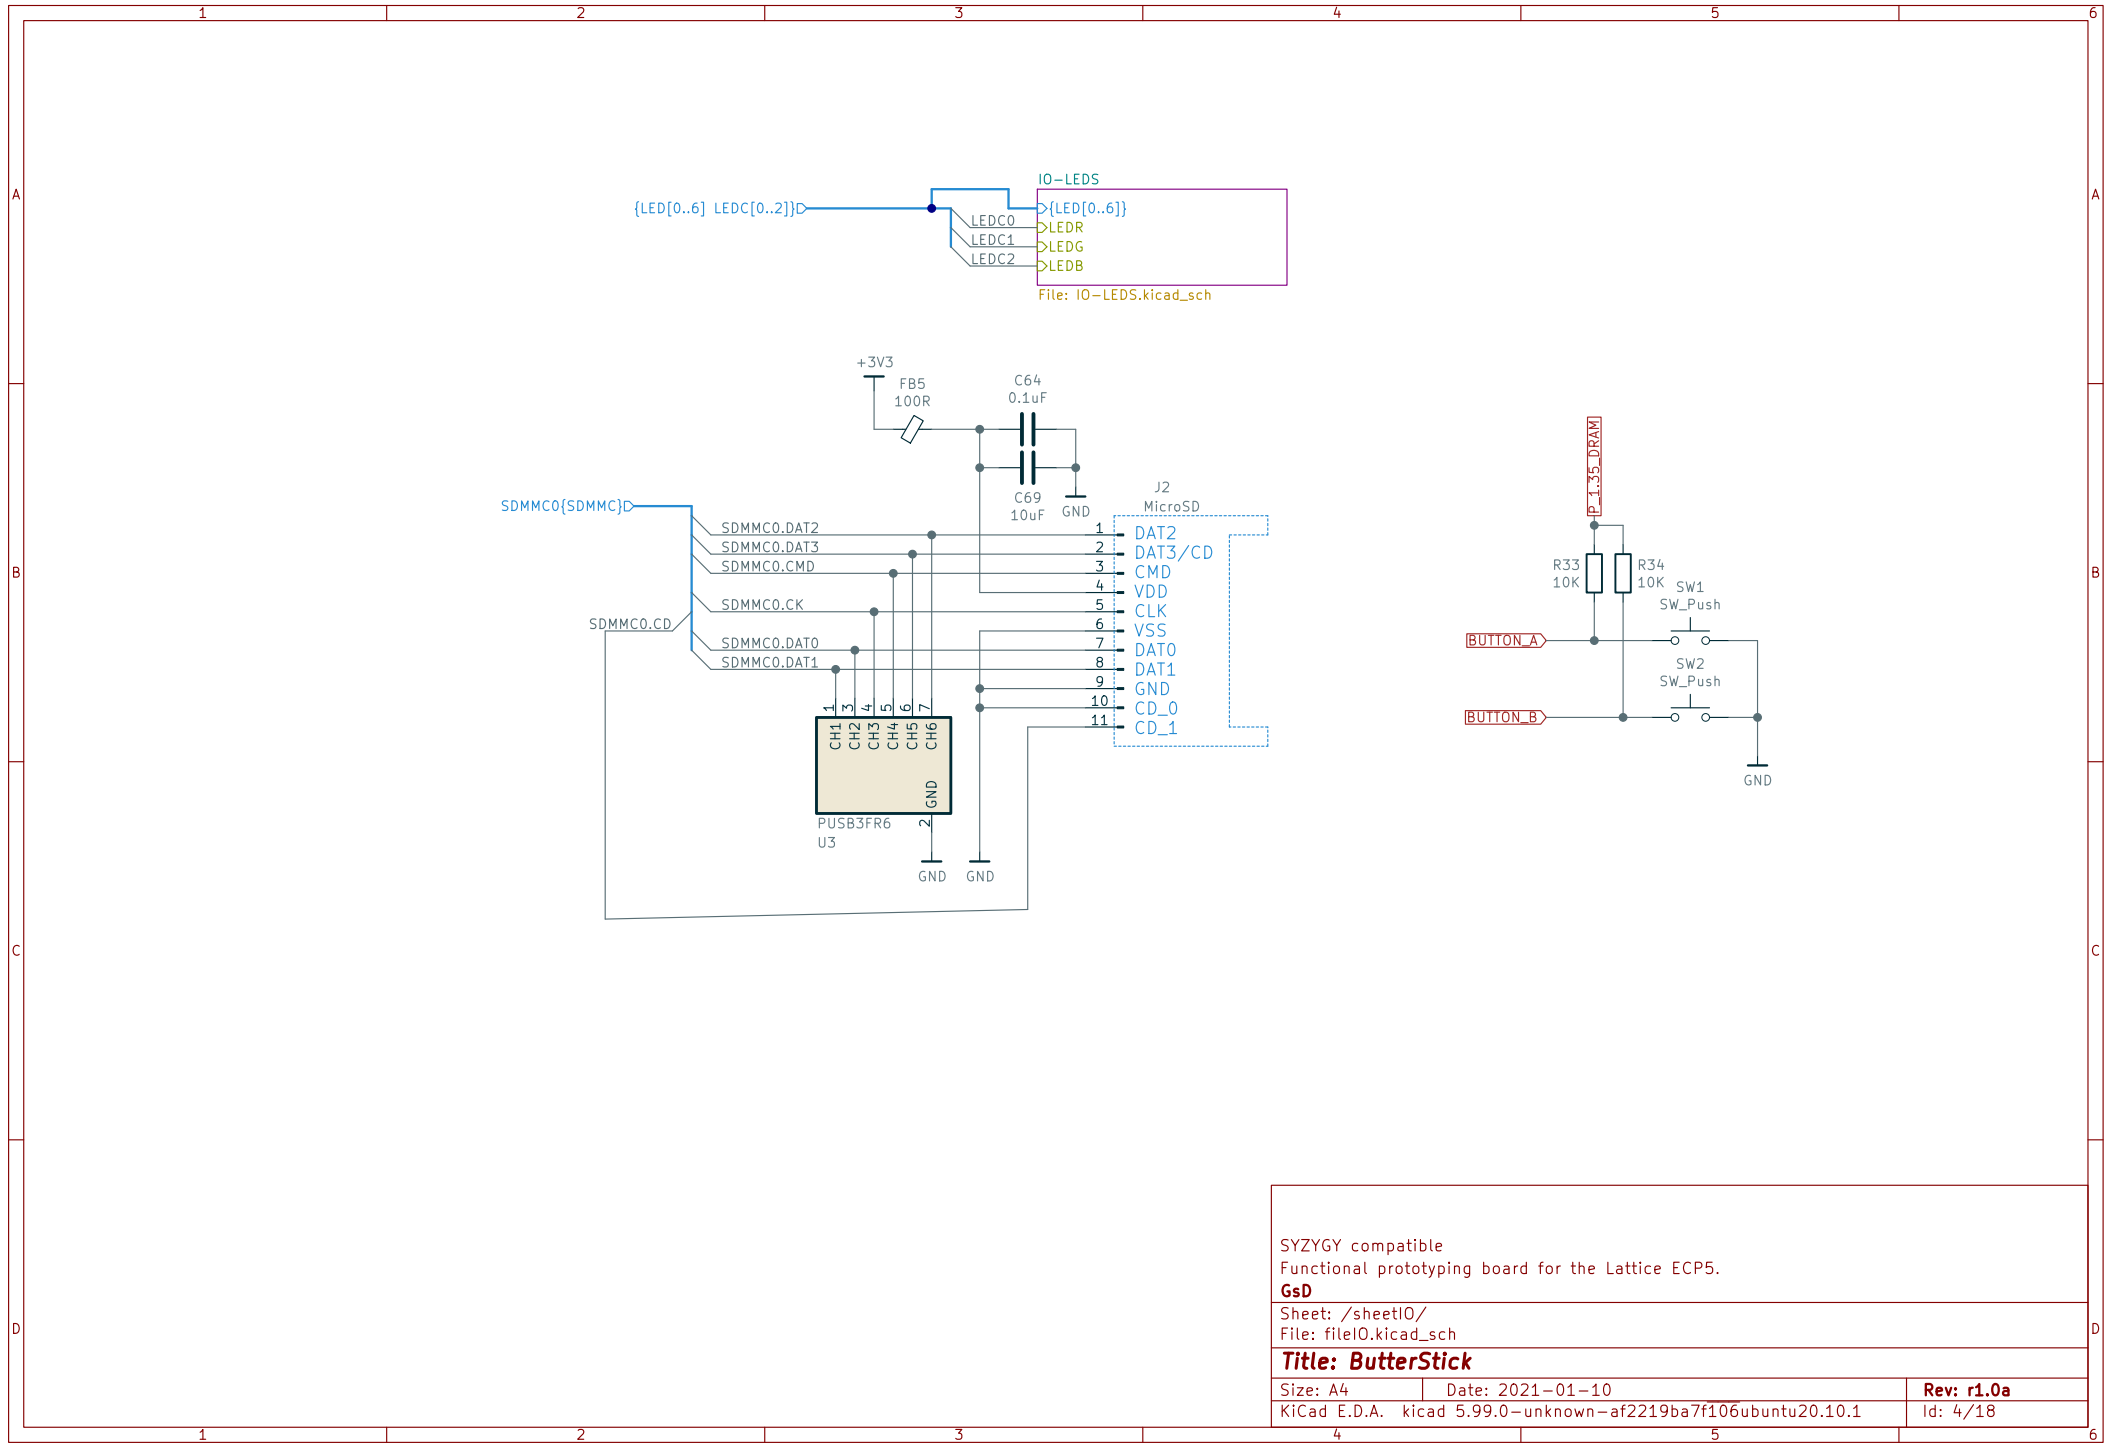 1 2 3 4 5 6
A A
IO-LEDS
{LED[0..6] LEDC[0..2]}
{LED[0..6]}
LEDC0 LEDR
LEDC1 LEDG
LEDC2 LEDB
File: IO-LEDS.kicad_sch
+3V3
FB5
100R
C64
0.1uF
C69
10uF
GND
P_1.35_DRAM
J2
MicroSD
SDMMC0{SDMMC}
SDMMC0.DAT2 1 DAT2
SDMMC0.DAT3 2 DAT3/CD
SDMMC0.CMD 3 CMD
4 VDD
SDMMC0.CK 5 CLK
SDMMC0.CD 6 VSS
SDMMC0.DAT0 7 DAT0
SDMMC0.DAT1 8 DAT1
9 GND
10 CD_0
11 CD_1
B B
R33
10K
R34
10K
SW1
SW_Push
BUTTON_A
SW2
SW_Push
BUTTON_B
GND
1 3 4 5 6 7
CH1 CH2 CH3 CH4 CH5 CH6
GND
2
PUSB3FR6
U3
GND GND
C C
SYZYGY compatible
Functional prototyping board for the Lattice ECP5.
GsD
Sheet: /sheetIO/
File: fileIO.kicad_sch
D D
Title: ButterStick
Size: A4 Date: 2021-01-10 Rev: r1.0a
KiCad E.D.A. kicad 5.99.0-unknown-af2219ba7f106ubuntu20.10.1 Id: 4/18
1 2 3 4 5 6